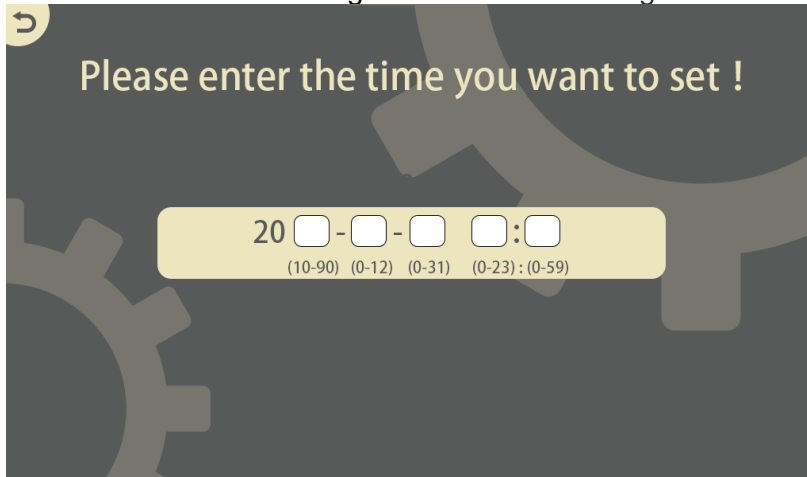 Please enter the time you want to set !
20 - - :
(10-90) (0-12) (0-31) (0-23) : (0-59)